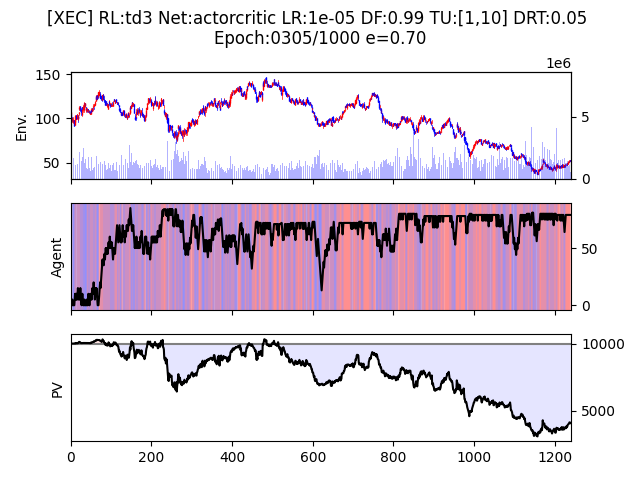 [XEC] RL:td3 Net:actorcritic LR:1e-05 DF:0.99 TU:[1,10] DRT:0.05
Epoch:0305/1000 e=0.70
1e6
150
100
50
Env.
5
0
Agent
50
0
PV
10000
5000
0 200 400 600 800 1000 1200